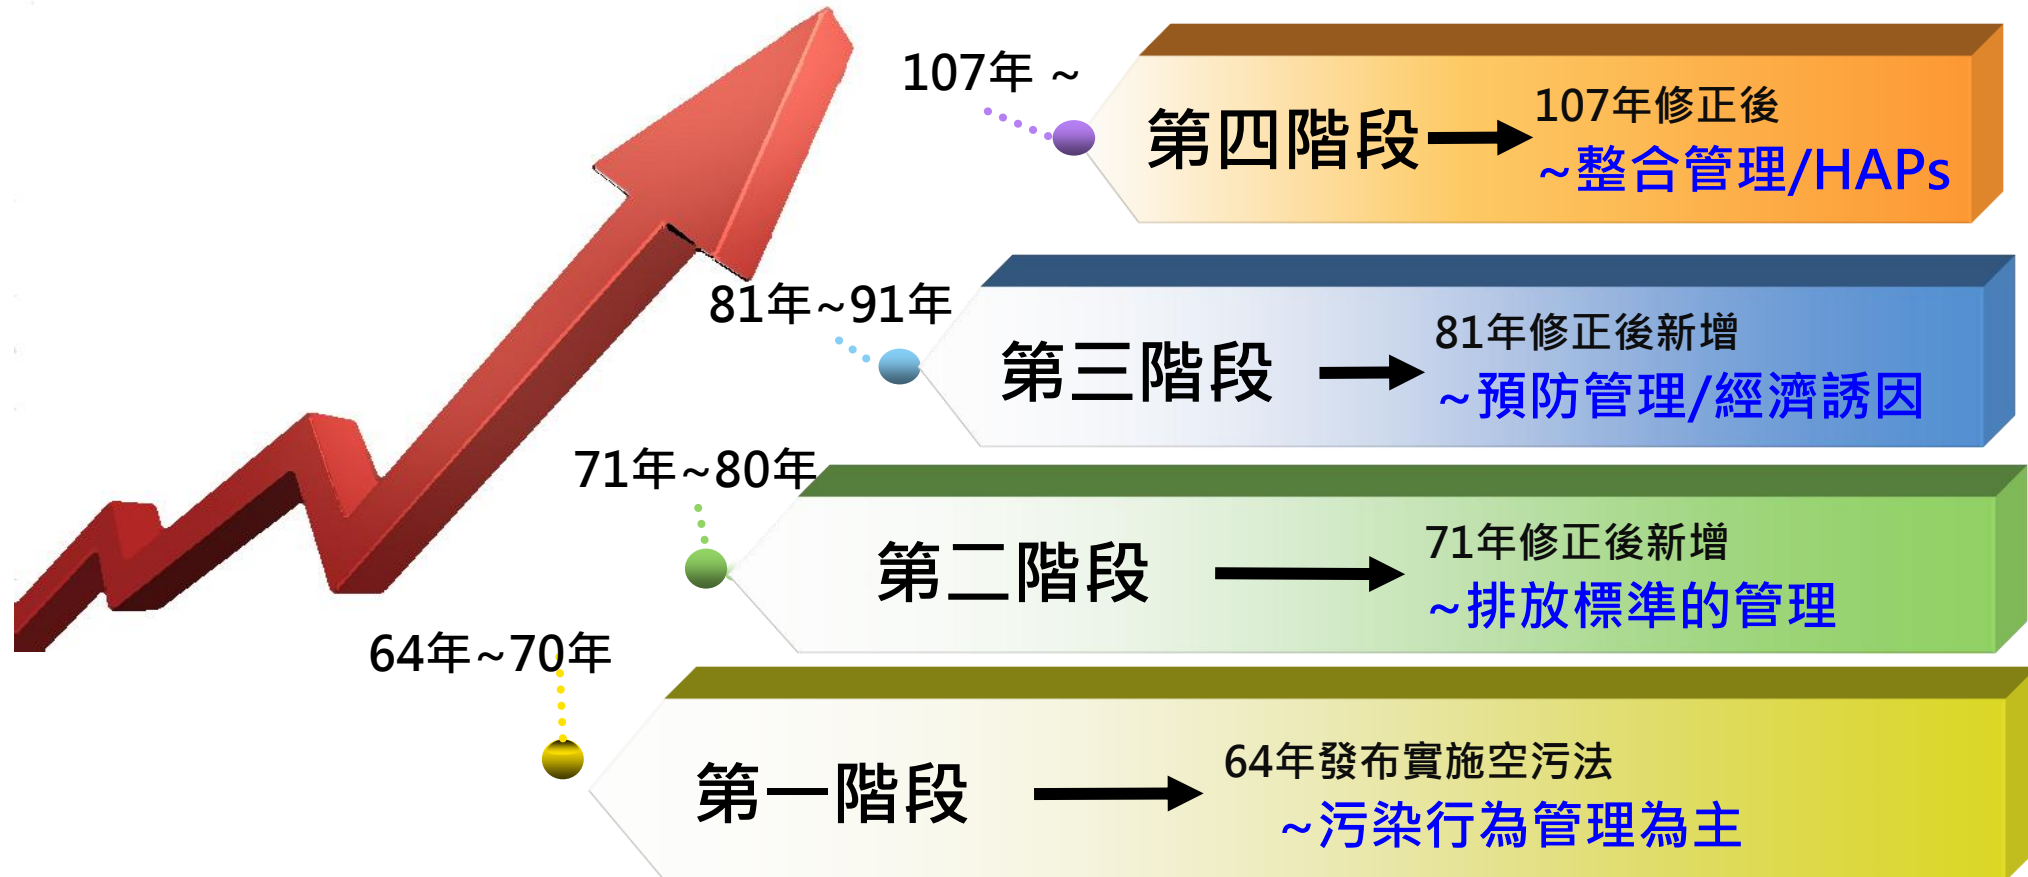 107年 ~
第四階段
107年修正後
~整合管理/HAPs
81年~91年
第三階段
81年修正後新增
~預防管理/經濟誘因
71年~80年
第二階段
71年修正後新增
~排放標準的管理
64年~70年
第一階段
64年發布實施空污法
~污染行為管理為主